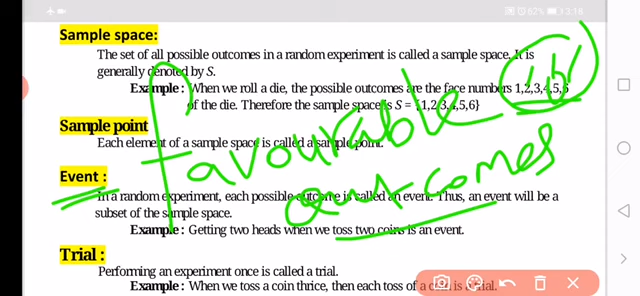 62% 3:16
Sample space:
The set of all possible outcomes in a random experiment is called a sample space. It is
generally denoted by S.
Example: When we roll a die, the possible outcomes are the face numbers 1,2,3,4,5,6
of the die. Therefore the sample space is S = {1,2,3,4,5,6}
Sample point
Each element of a sample space is called a sample point.
favourable
outcomes
Event:
In a random experiment, each possible outcome is called an event. Thus, an event will be a
subset of the sample space.
Example: Getting two heads when we toss two coins is an event.
Trial :
Performing an experiment once is called a trial.
Example: When we toss a coin thrice, then each toss of a coin is a trial.